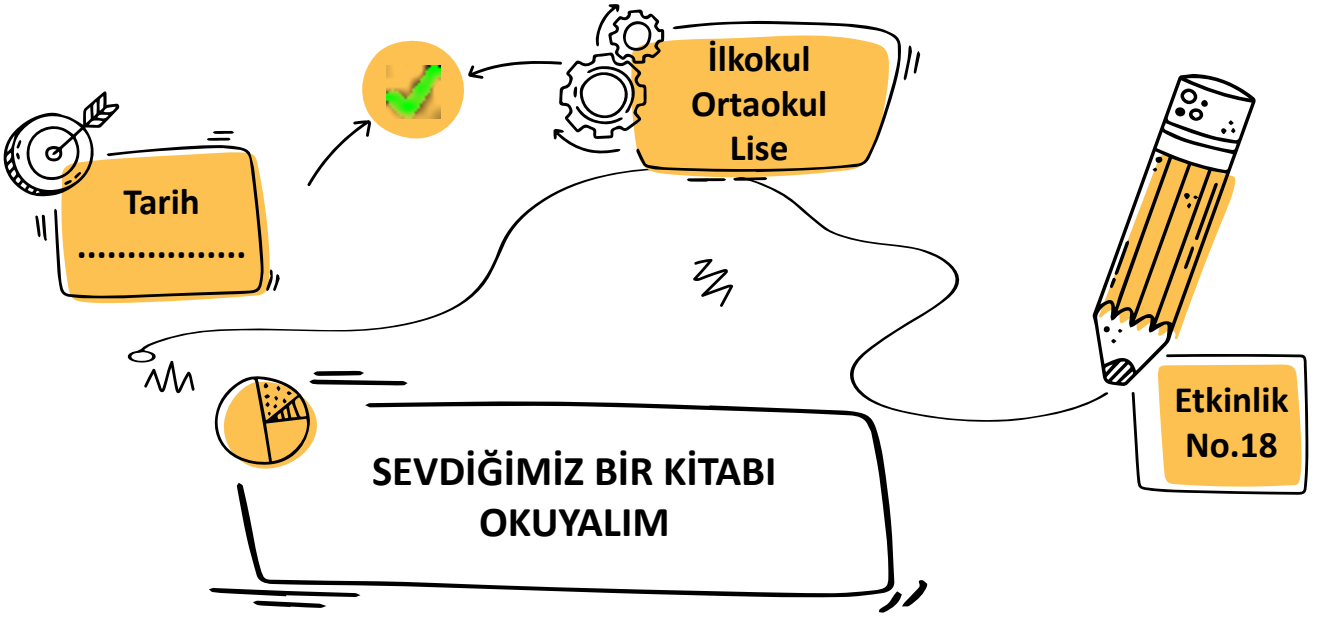 İlkokul
Ortaokul
Lise
Tarih
.................
Etkinlik
No.18
SEVDİĞİMİZ BİR KİTABI
OKUYALIM